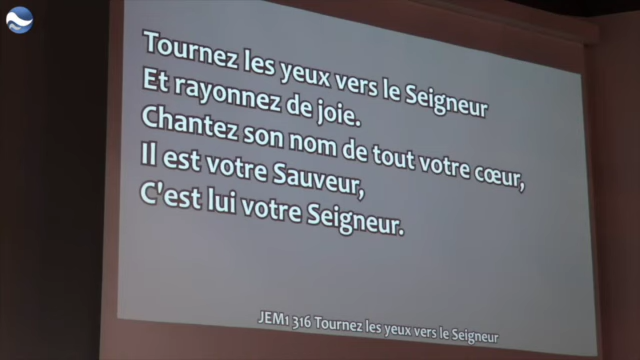 Tournez les yeux vers le Seigneur
Et rayonnez de joie.
Chantez son nom de tout votre cœur,
Il est votre Sauveur,
C'est lui votre Seigneur.
JEM1 316 Tournez les yeux vers le Seigneur